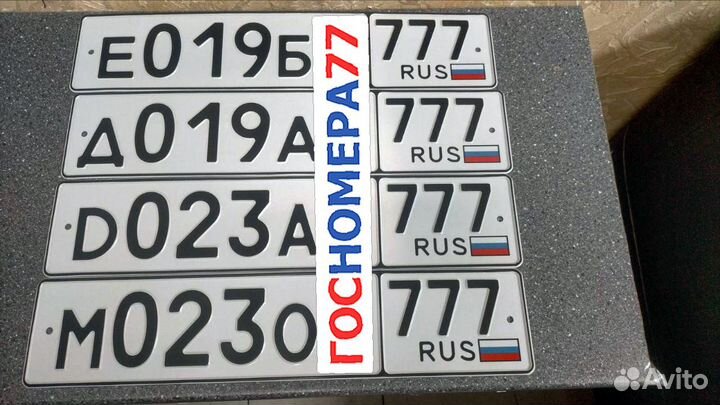 Е019Б 777 RUS
Д019А 777 RUS
D023А 777 RUS
М023О 777 RUS
ГОСНОМЕРА77
Avito